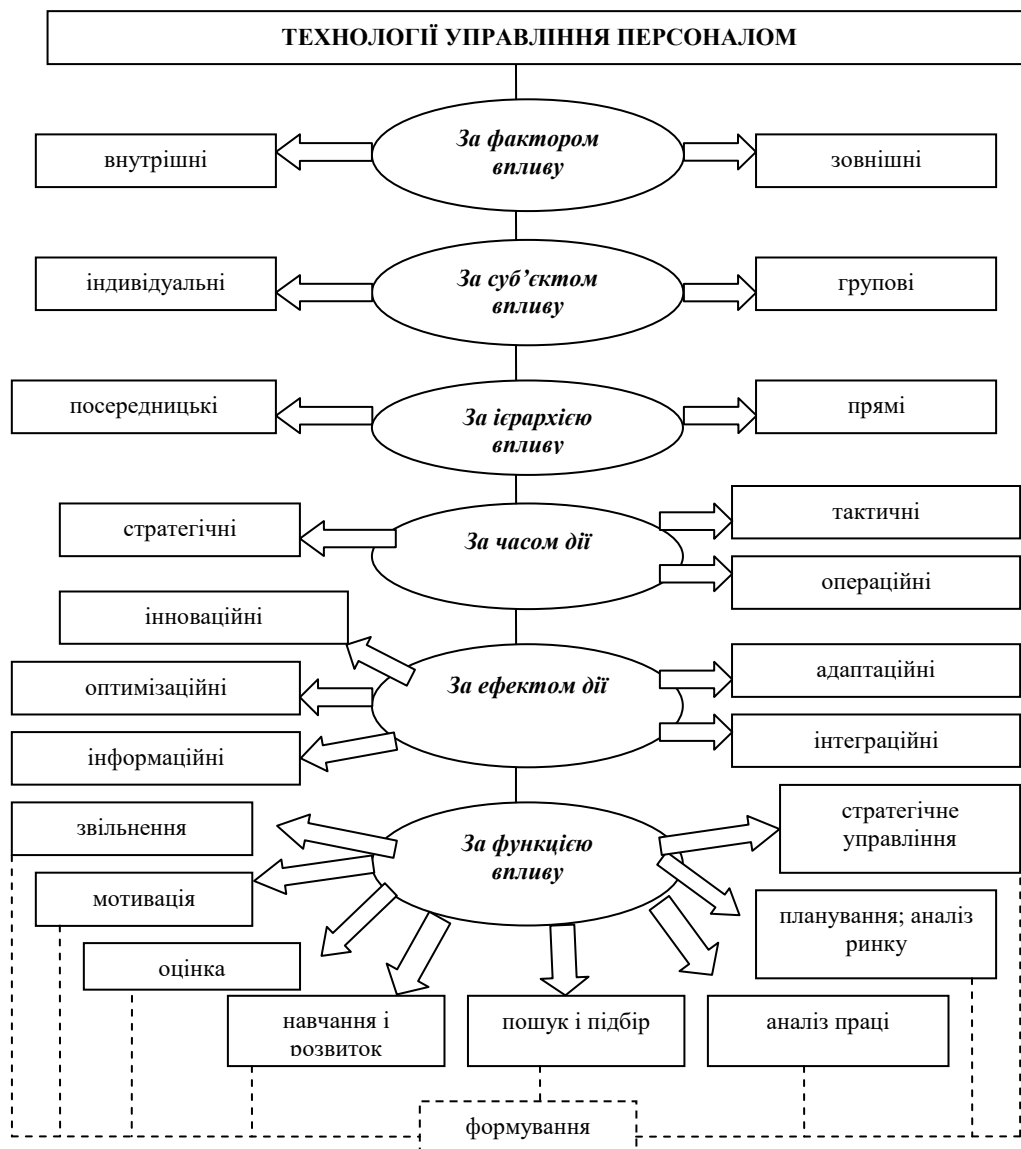 ТЕХНОЛОГІЇ УПРАВЛІННЯ ПЕРСОНАЛОМ
За фактором
впливу
внутрішні
зовнішні
За суб’єктом
впливу
індивідуальні
групові
За ієрархією
впливу
посередницькі
прямі
За часом дії
стратегічні
тактичні
операційні
інноваційні
За ефектом дії
оптимізаційні
адаптаційні
інформаційні
інтеграційні
За функцією
впливу
звільнення
стратегічне
управління
мотивація
планування; аналіз
ринку
оцінка
навчання і
розвиток
пошук і підбір
аналіз праці
формування